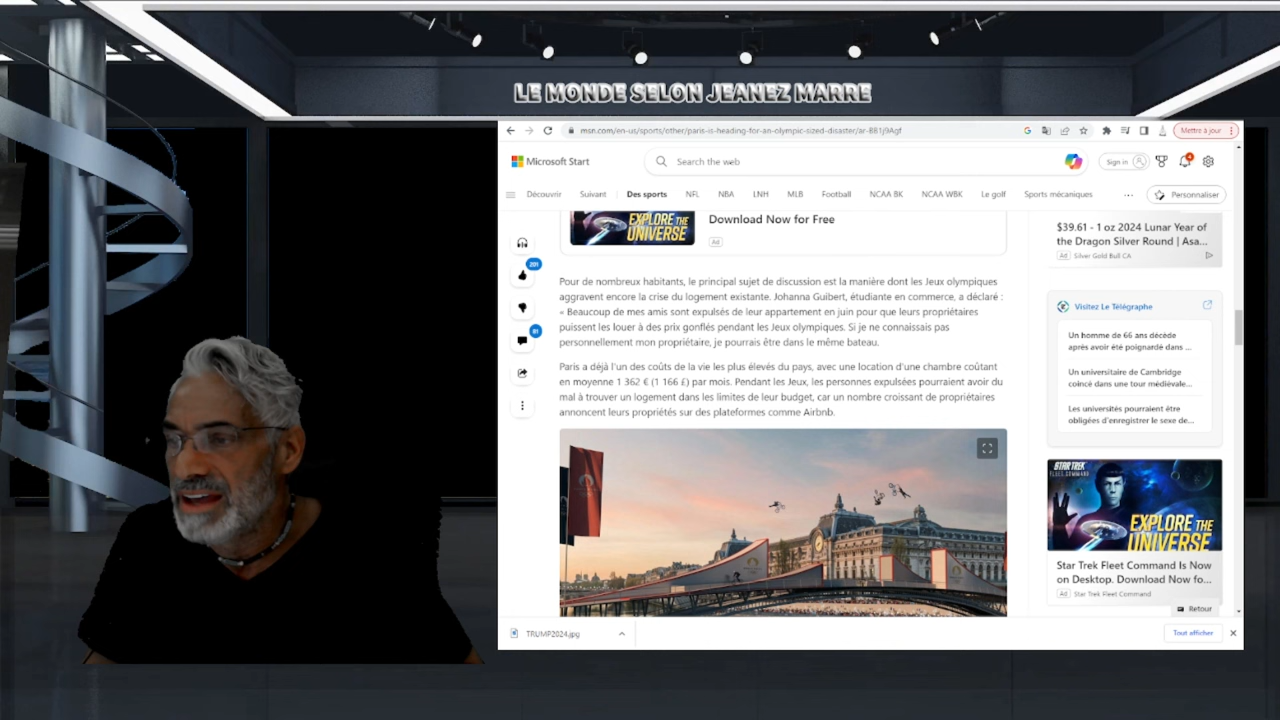 LE MONDE SELON JEANEZ MARRE
msn.com/en-us/sports/other/paris-is-heading-for-an-olympic-sized-disaster/ar-BB1j9Agf
Mettre à jour
Microsoft Start
Search the web
Sign in
4
Découvrir
Suivant
Des sports
NFL
NBA
LNH
MLB
Football
NCAA BK
NCAA WBK
Le golf
Sports mécaniques
Personnaliser
EXPLORE THE
UNIVERSE
Download Now for Free
Ad
201
81
Pour de nombreux habitants, le principal sujet de discussion est la manière dont les Jeux olympiques
aggravent encore la crise du logement existante. Johanna Guibert, étudiante en commerce, a déclaré :
« Beaucoup de mes amis sont expulsés de leur appartement en juin pour que leurs propriétaires
puissent les louer à des prix gonflés pendant les Jeux olympiques. Si je ne connaissais pas
personnellement mon propriétaire, je pourrais être dans le même bateau.
Paris a déjà l'un des coûts de la vie les plus élevés du pays, avec une location d'une chambre coûtant
en moyenne 1 362 € (1 166 £) par mois. Pendant les Jeux, les personnes expulsées pourraient avoir du
mal à trouver un logement dans les limites de leur budget, car un nombre croissant de propriétaires
annoncent leurs propriétés sur des plateformes comme Airbnb.
$39.61 - 1 oz 2024 Lunar Year of
the Dragon Silver Round | Asa...
Ad Silver Gold Bull CA
Visitez Le Télégraphe
Un homme de 66 ans décède
après avoir été poignardé dans ...
Un universitaire de Cambridge
coincé dans une tour médiévale...
Les universités pourraient être
obligées d'enregistrer le sexe de...
STAR TREK
FLEET COMMAND
EXPLORE THE
UNIVERSE
Star Trek Fleet Command Is Now
on Desktop. Download Now fo...
Ad Star Trek Fleet Command
Retour
TRUMP2024.jpg
Tout afficher